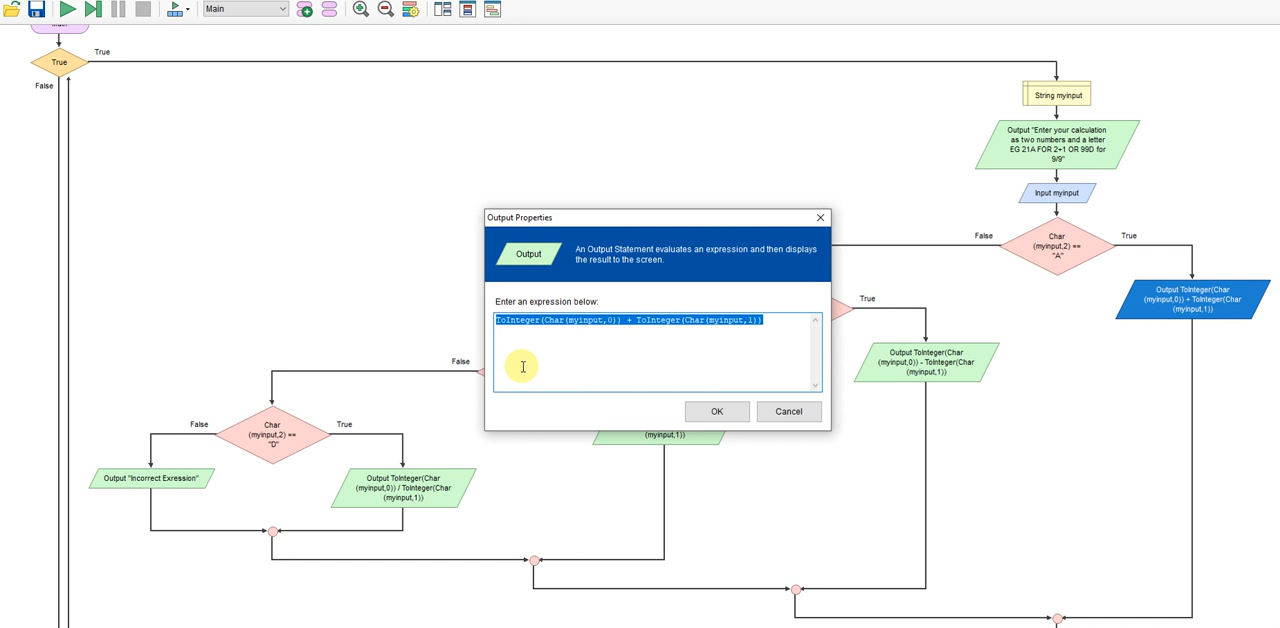 Main
Main
True
True
False
String myinput
Output "Enter your calculation
as two numbers and a letter
EG 21A FOR 2+1 OR 99D for
9/9"
Input myinput
False
Char
(myinput,2) ==
"A"
True
Output ToInteger(Char
(myinput,0)) + ToInteger(Char
(myinput,1))
Output Properties
Output
An Output Statement evaluates an expression and then displays
the result to the screen.
Enter an expression below:
ToInteger(Char(myinput,0)) + ToInteger(Char(myinput,1))
OK
Cancel
True
Output ToInteger(Char
(myinput,0)) - ToInteger(Char
(myinput,1))
False
(myinput,1))
False
Char
(myinput,2) ==
"D"
True
Output "Incorrect Exression"
Output ToInteger(Char
(myinput,0)) / ToInteger(Char
(myinput,1))